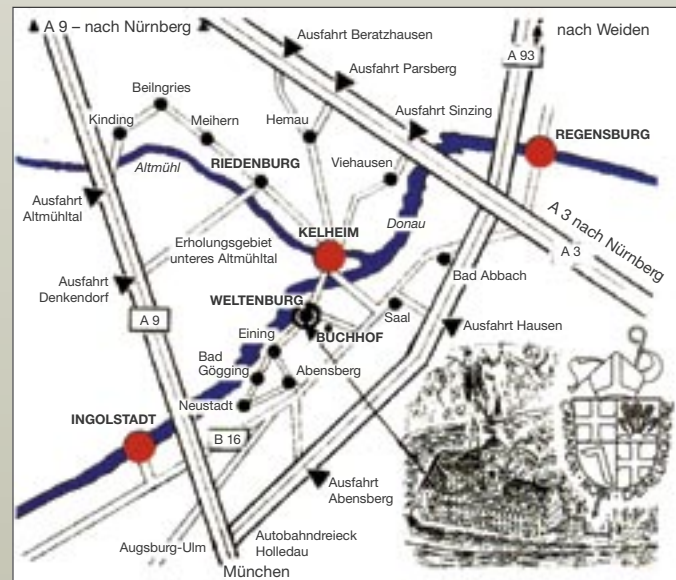 A 9 – nach Nürnberg
Ausfahrt Beratzhausen
nach Weiden
A 93
Ausfahrt Parsberg
Beilngries
Kinding
Meihern
Hemau
Ausfahrt Sinzing
REGENSBURG
Altmühl
RIEDENBURG
Viehausen
Ausfahrt
Altmühltal
Donau
A 3 nach Nürnberg
KELHEIM
Erholungsgebiet
unteres Altmühltal
A 3
Bad Abbach
Ausfahrt
Denkendorf
WELTENBURG
Saal
A 9
Eining
BUCHHOF
Ausfahrt Hausen
Bad
Gögging
Abensberg
Neustadt
INGOLSTADT
B 16
Ausfahrt
Abensberg
Autobahndreieck
Holledau
Augsburg-Ulm
München